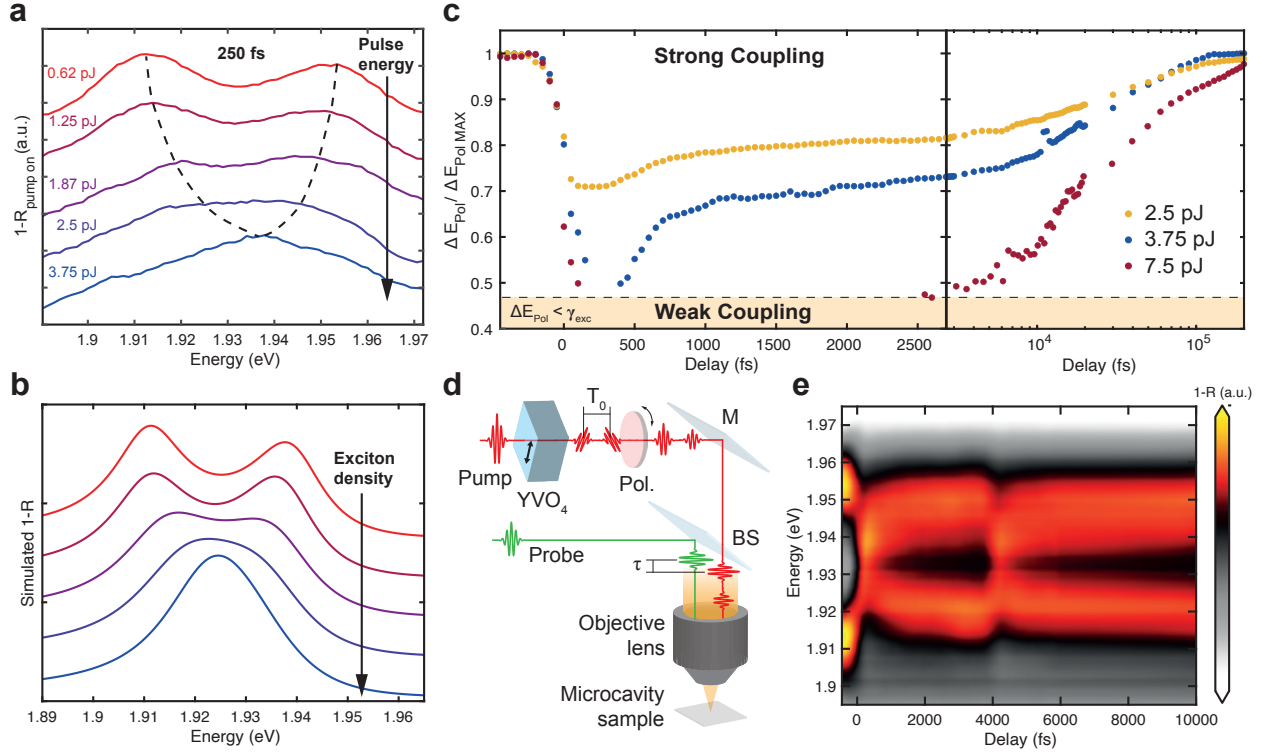 a
250 fs
Pulse
energy
0.62 pJ
1.25 pJ
1.87 pJ
2.5 pJ
3.75 pJ
1-R_pump on (a.u.)
1.9 1.91 1.92 1.93 1.94 1.95 1.96 1.97
Energy (eV)
b
Exciton
density
Simulated 1-R
1.89 1.9 1.91 1.92 1.93 1.94 1.95 1.96
Energy (eV)
c
Strong Coupling
1
0.9
0.8
0.7
0.6
0.5
0.4
ΔE_Pol/ ΔE_Pol MAX
2.5 pJ
3.75 pJ
7.5 pJ
ΔE_Pol < γ_exc
Weak Coupling
0 500 1000 1500 2000 2500 10^4 10^5
Delay (fs) Delay (fs)
d
T_0
M
Pump
YVO_4
Pol.
BS
Probe
τ
Objective
lens
Microcavity
sample
e
1-R (a.u.)
1.97
1.96
1.95
1.94
1.93
1.92
1.91
1.9
Energy (eV)
0 2000 4000 6000 8000 10000
Delay (fs)